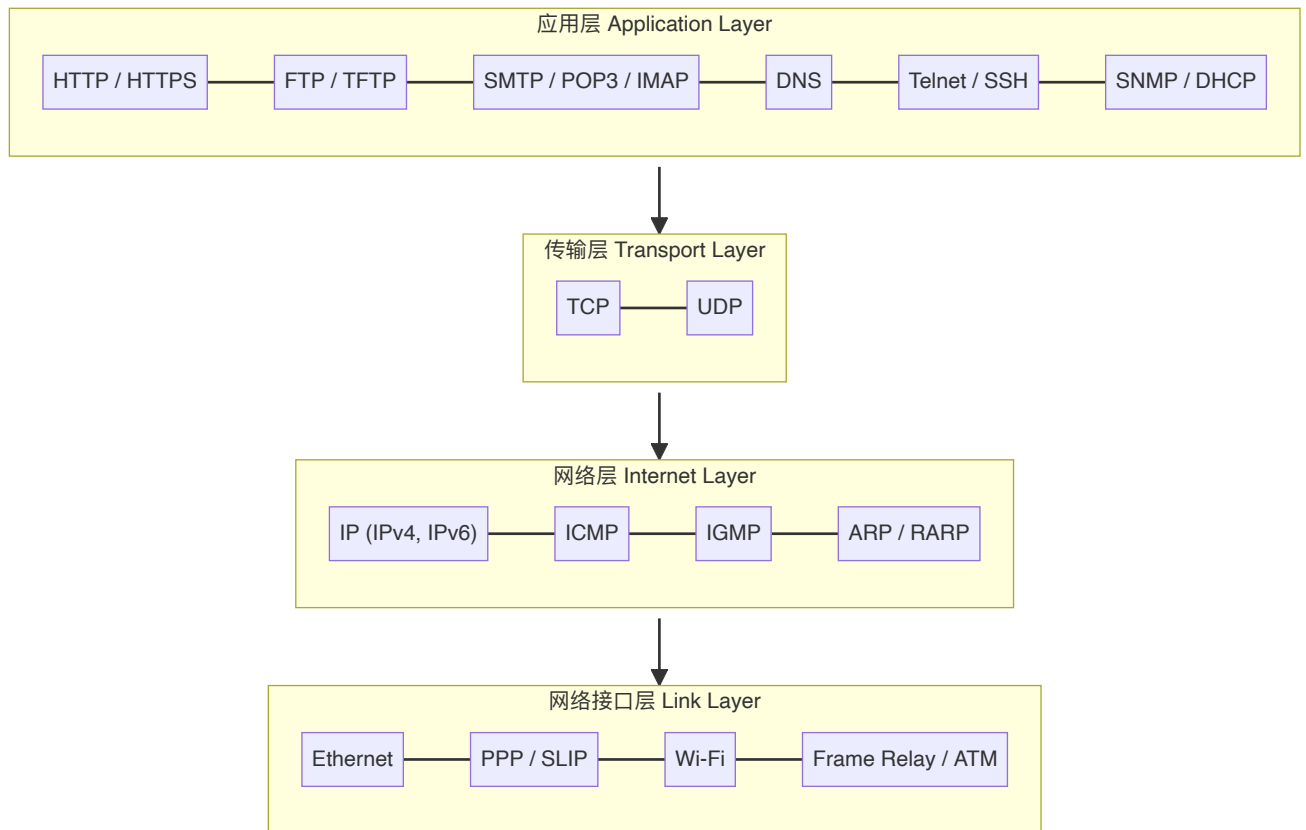 应用层 Application Layer
HTTP / HTTPS
FTP / TFTP
SMTP / POP3 / IMAP
DNS
Telnet / SSH
SNMP / DHCP
传输层 Transport Layer
TCP
UDP
网络层 Internet Layer
IP (IPv4, IPv6)
ICMP
IGMP
ARP / RARP
网络接口层 Link Layer
Ethernet
PPP / SLIP
Wi-Fi
Frame Relay / ATM